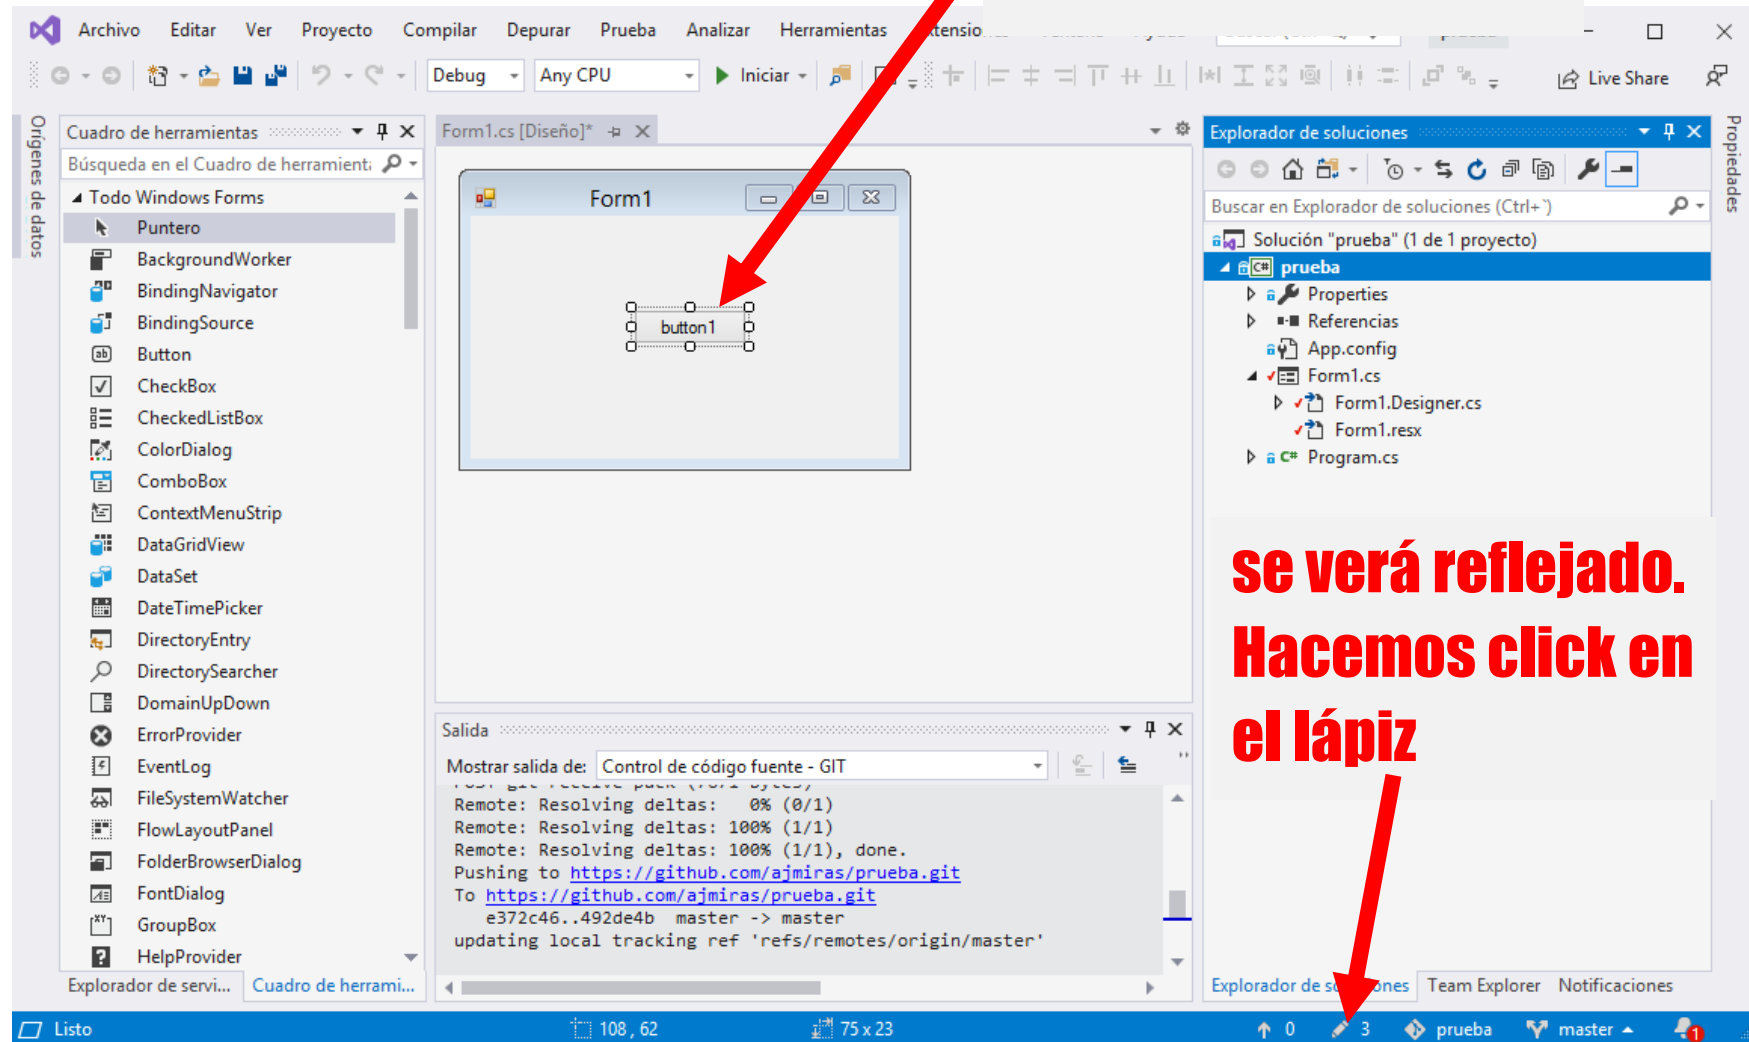 Archivo Editar Ver Proyecto Compilar Depurar Prueba Analizar Herramientas
Debug Any CPU Iniciar Live Share
Orígenes de datos
Cuadro de herramientas
Búsqueda en el Cuadro de herramient
Todo Windows Forms
Puntero
BackgroundWorker
BindingNavigator
BindingSource
Button
CheckBox
CheckedListBox
ColorDialog
ComboBox
ContextMenuStrip
DataGridView
DataSet
DateTimePicker
DirectoryEntry
DirectorySearcher
DomainUpDown
ErrorProvider
EventLog
FileSystemWatcher
FlowLayoutPanel
FolderBrowserDialog
FontDialog
GroupBox
HelpProvider
Explorador de servi... Cuadro de herrami...
Form1.cs [Diseño]*
Form1
button1
Salida
Mostrar salida de: Control de código fuente - GIT
Remote: Resolving deltas:   0% (0/1)
Remote: Resolving deltas: 100% (1/1)
Remote: Resolving deltas: 100% (1/1), done.
Pushing to https://github.com/ajmiras/prueba.git
To https://github.com/ajmiras/prueba.git
e372c46..492de4b  master -> master
updating local tracking ref 'refs/remotes/origin/master'
Explorador de soluciones
Buscar en Explorador de soluciones (Ctrl+`)
Solución "prueba" (1 de 1 proyecto)
C# prueba
Properties
Referencias
App.config
Form1.cs
Form1.Designer.cs
Form1.resx
C# Program.cs
se verá reflejado.
Hacemos click en
el lápiz
Explorador de Team Explorer Notificaciones
Propiedades
Listo 108 , 62 75 x 23 0 3 prueba master 1